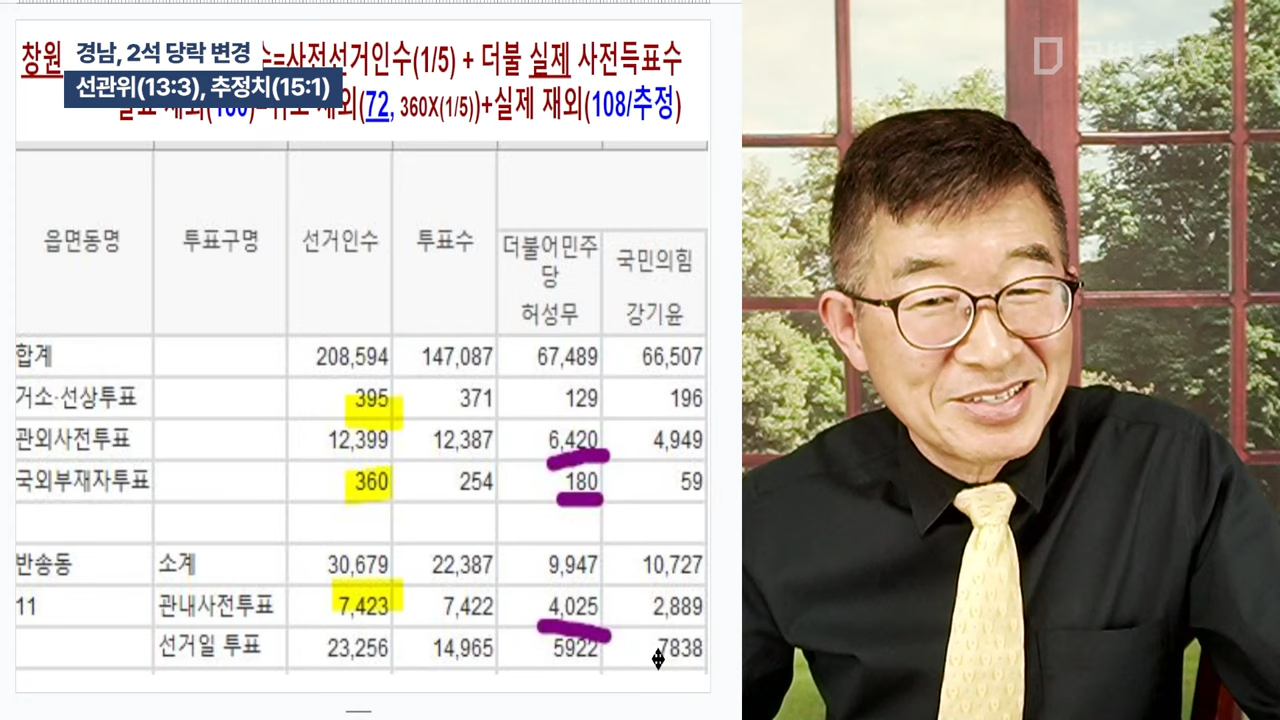 창원 =사전선거인수(1/5) + 더불 실제 사전득표수
경남, 2석 당락 변경
선관위(13:3), 추정치(15:1)
(72, 360X(1/5))+실제 재외(108/추정)
읍면동명 투표구명 선거인수 투표수 더불어민주당 허성무 국민의힘 강기윤
합계 208,594 147,087 67,489 66,507
거소·선상투표 395 371 129 196
관외사전투표 12,399 12,387 6,420 4,949
국외부재자투표 360 254 180 59
반송동 소계 30,679 22,387 9,947 10,727
11 관내사전투표 7,423 7,422 4,025 2,889
선거일 투표 23,256 14,965 5922 7838